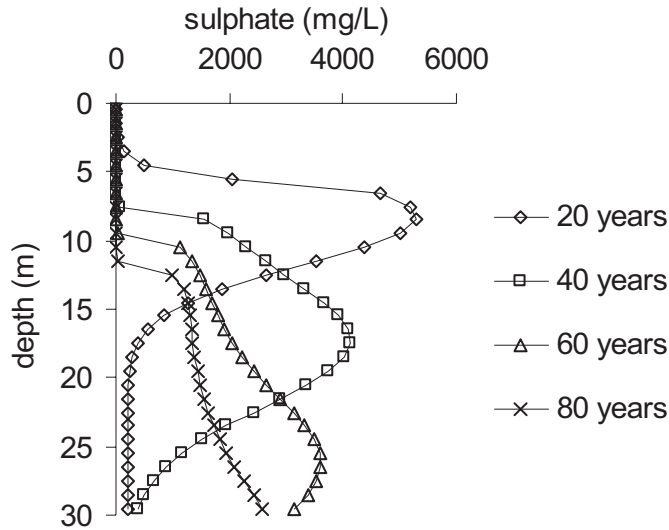 sulphate (mg/L)
0 2000 4000 6000
0
5
10
15
20
25
30
depth (m)
20 years
40 years
60 years
80 years